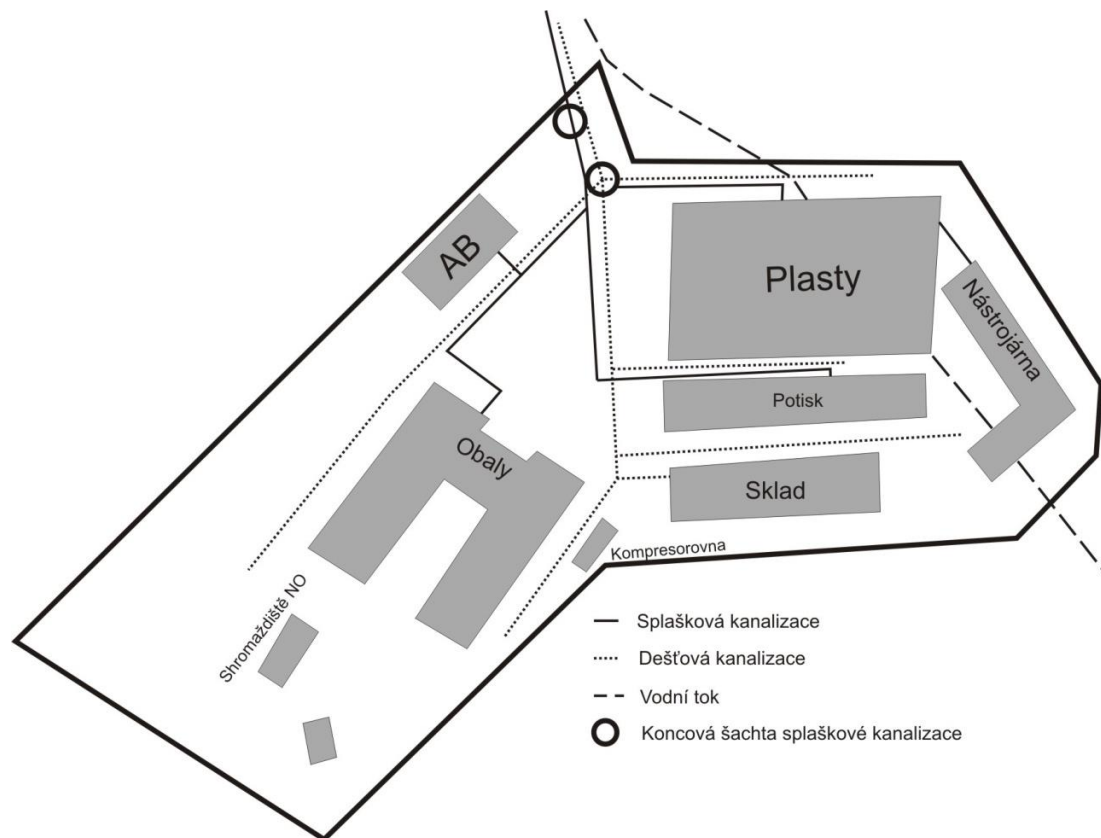 AB
Plasty
Nástrojárna
Potisk
Obaly
Sklad
Kompresorovna
Shromaždiště NO
Splašková kanalizace
Dešťová kanalizace
Vodní tok
Koncová šachta splaškové kanalizace